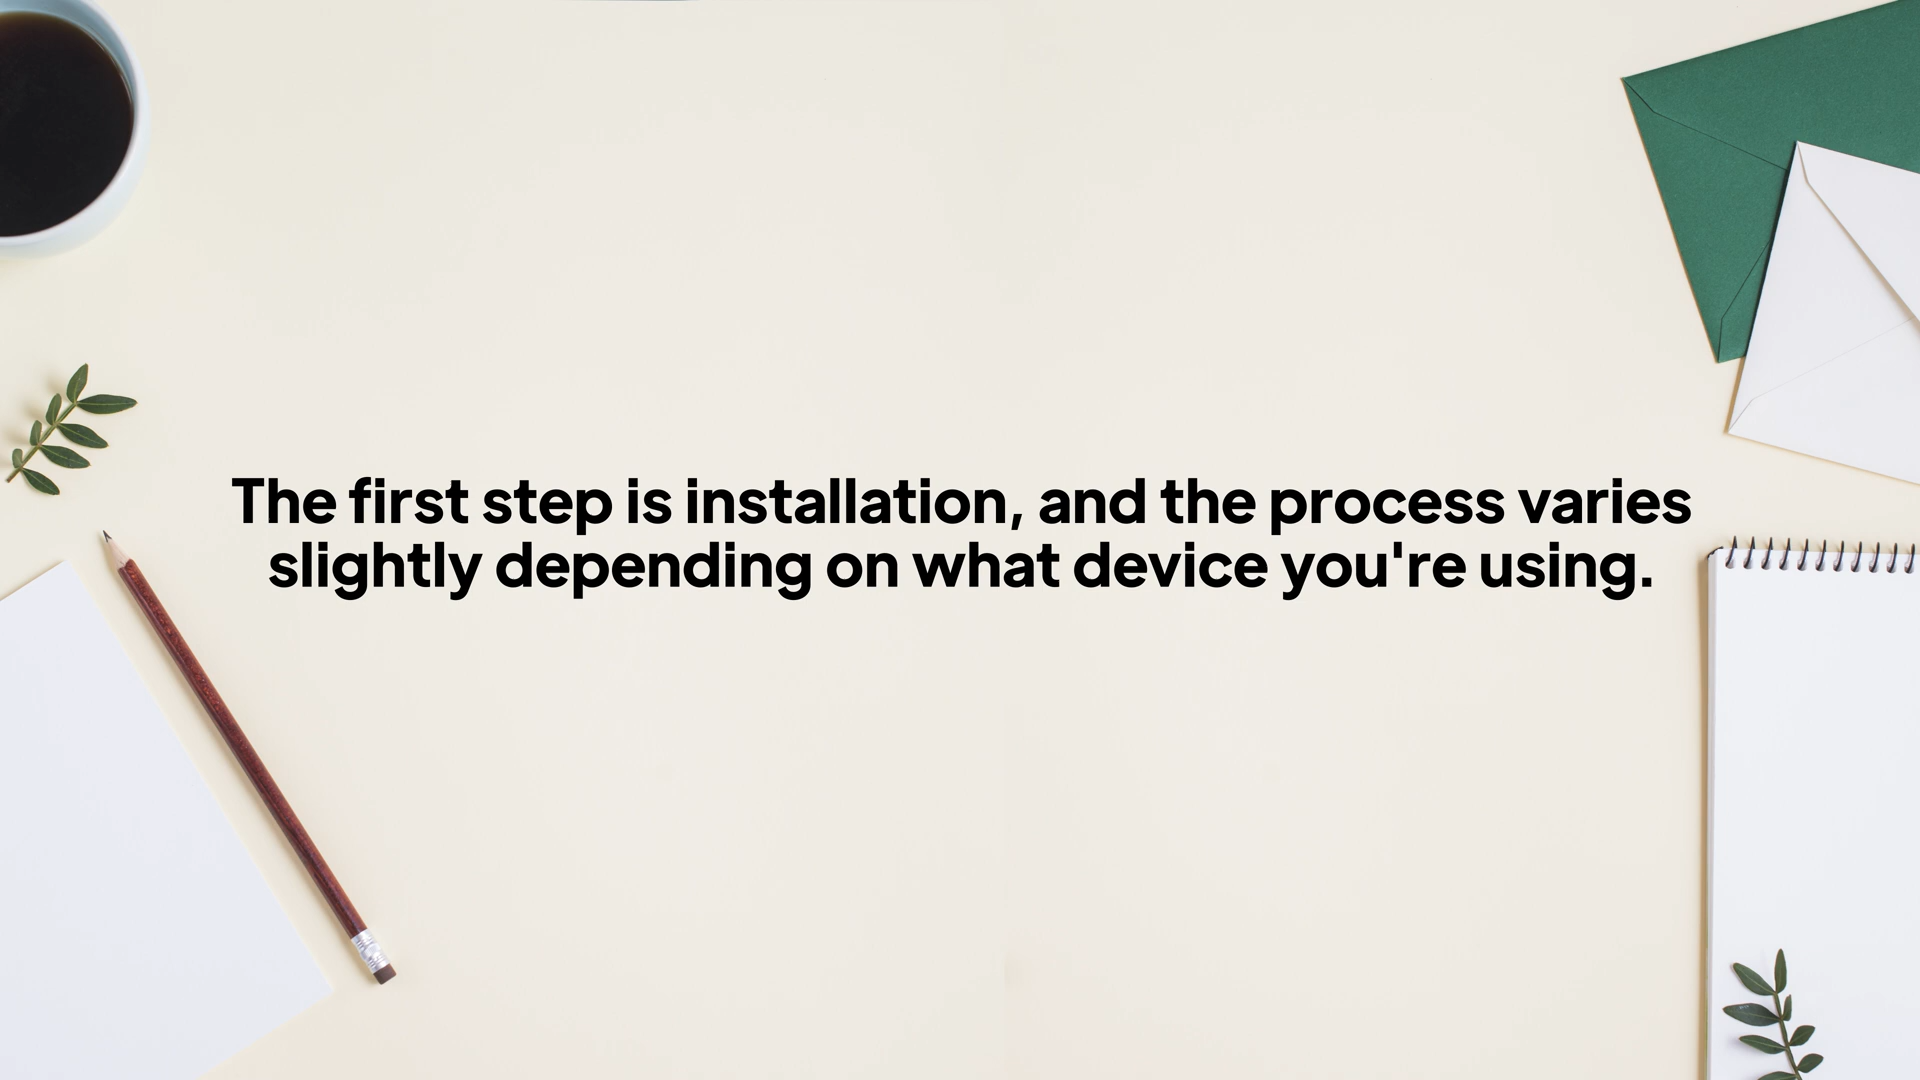 The first step is installation, and the process varies
slightly depending on what device you're using.